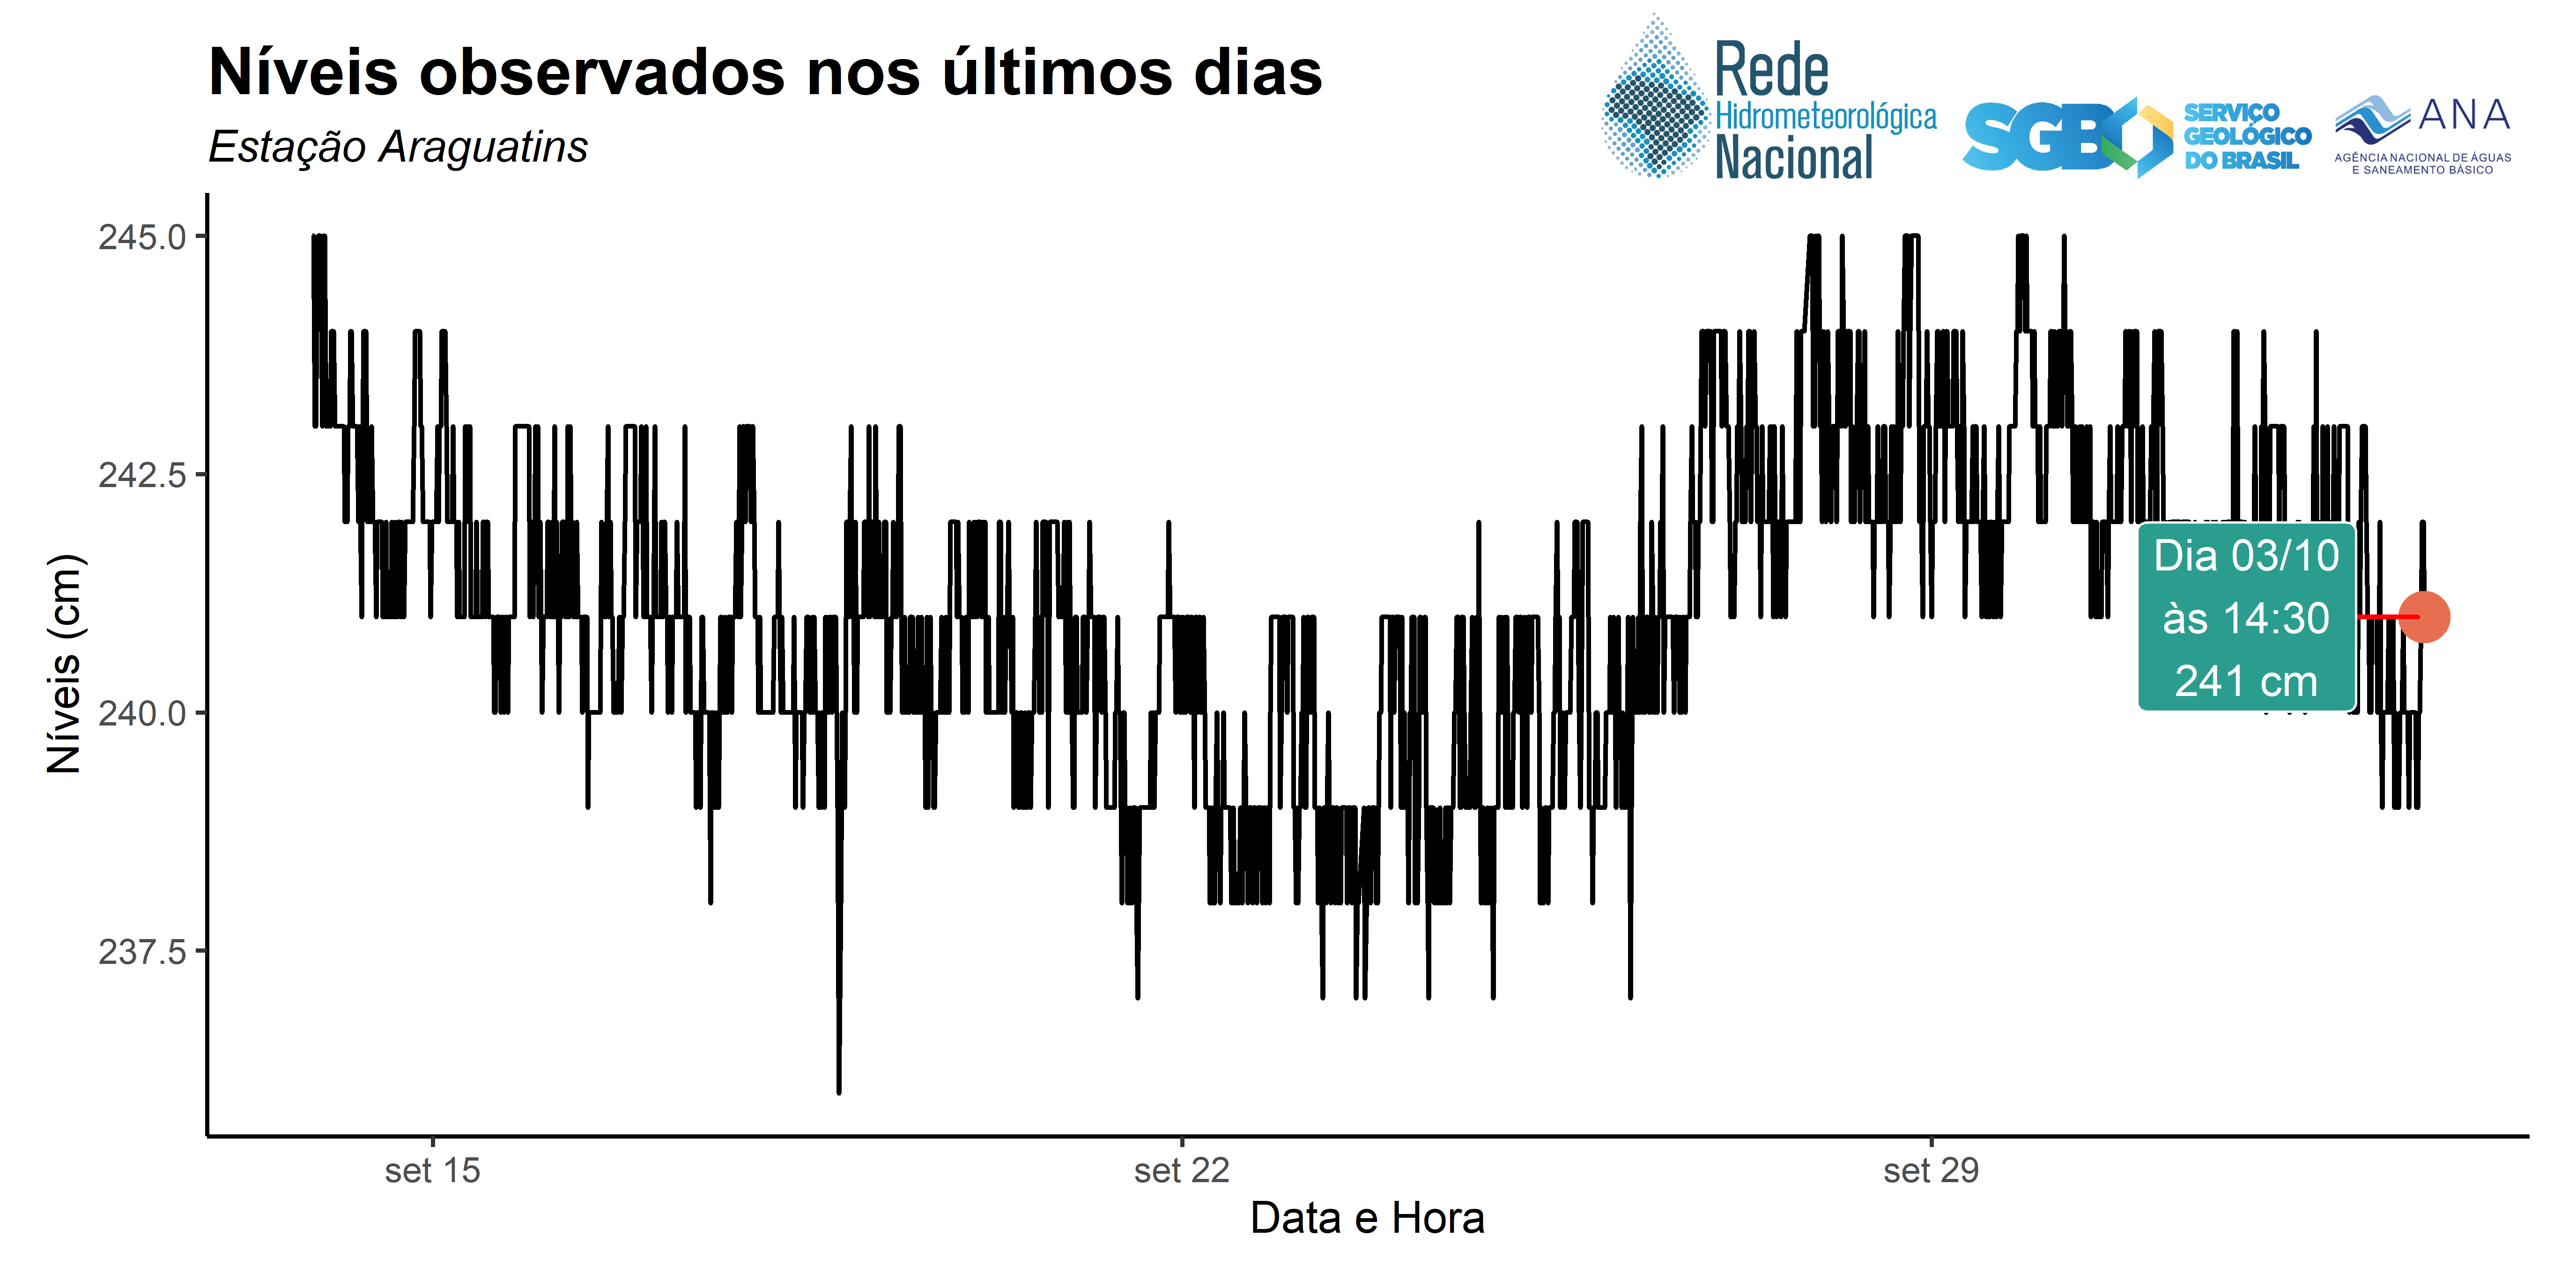 Níveis observados nos últimos dias
Estação Araguatins
Rede
Hidrometeorológica
Nacional
SGB
SERVIÇO
GEOLÓGICO
DO BRASIL
ANA
AGÊNCIA NACIONAL DE ÁGUAS
E SANEAMENTO BÁSICO
Níveis (cm)
245.0
242.5
240.0
237.5
Dia 03/10
às 14:30
241 cm
set 15
set 22
set 29
Data e Hora